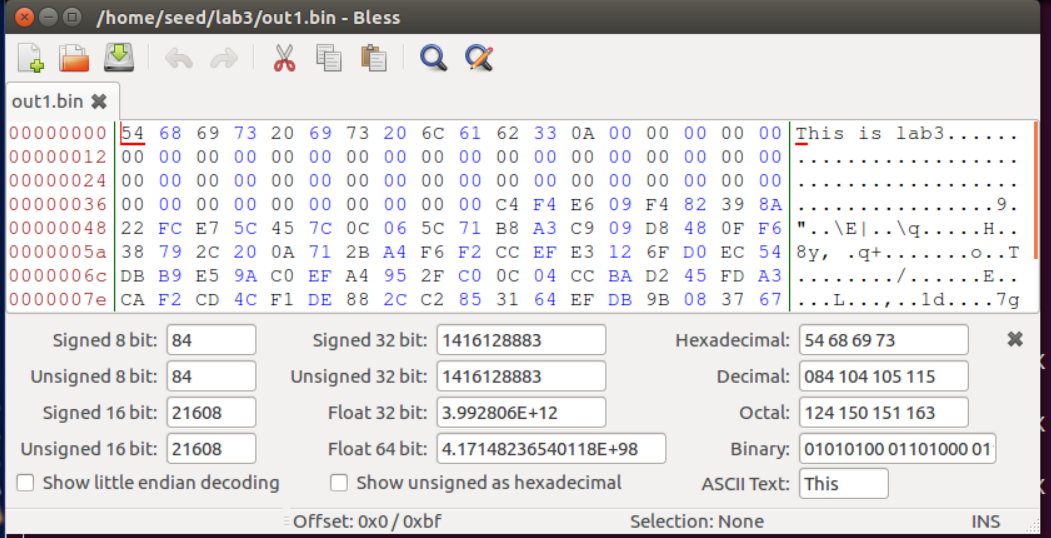 /home/seed/lab3/out1.bin - Bless
out1.bin
00000000 54 68 69 73 20 69 73 20 6C 61 62 33 0A 00 00 00 00 00 This is lab3......
00000012 00 00 00 00 00 00 00 00 00 00 00 00 00 00 00 00 00 00 ..................
00000024 00 00 00 00 00 00 00 00 00 00 00 00 00 00 00 00 00 00 ..................
00000036 00 00 00 00 00 00 00 00 00 00 C4 F4 E6 09 F4 82 39 8A ................9.
00000048 22 FC E7 5C 45 7C 0C 06 5C 71 B8 A3 C9 09 D8 48 0F F6 "..\E|..\q.....H..
0000005a 38 79 2C 20 0A 71 2B A4 F6 F2 CC EF E3 12 6F D0 EC 54 8y, .q+.......o..T
0000006c DB B9 E5 9A C0 EF A4 95 2F C0 0C 04 CC BA D2 45 FD A3 ......../......E..
0000007e CA F2 CD 4C F1 DE 88 2C C2 85 31 64 EF DB 9B 08 37 67 ...L...,..1d....7g
Signed 8 bit: 84 Signed 32 bit: 1416128883 Hexadecimal: 54 68 69 73
Unsigned 8 bit: 84 Unsigned 32 bit: 1416128883 Decimal: 084 104 105 115
Signed 16 bit: 21608 Float 32 bit: 3.992806E+12 Octal: 124 150 151 163
Unsigned 16 bit: 21608 Float 64 bit: 4.17148236540118E+98 Binary: 01010100 01101000 01
Show little endian decoding Show unsigned as hexadecimal ASCII Text: This
Offset: 0x0 / 0xbf Selection: None INS